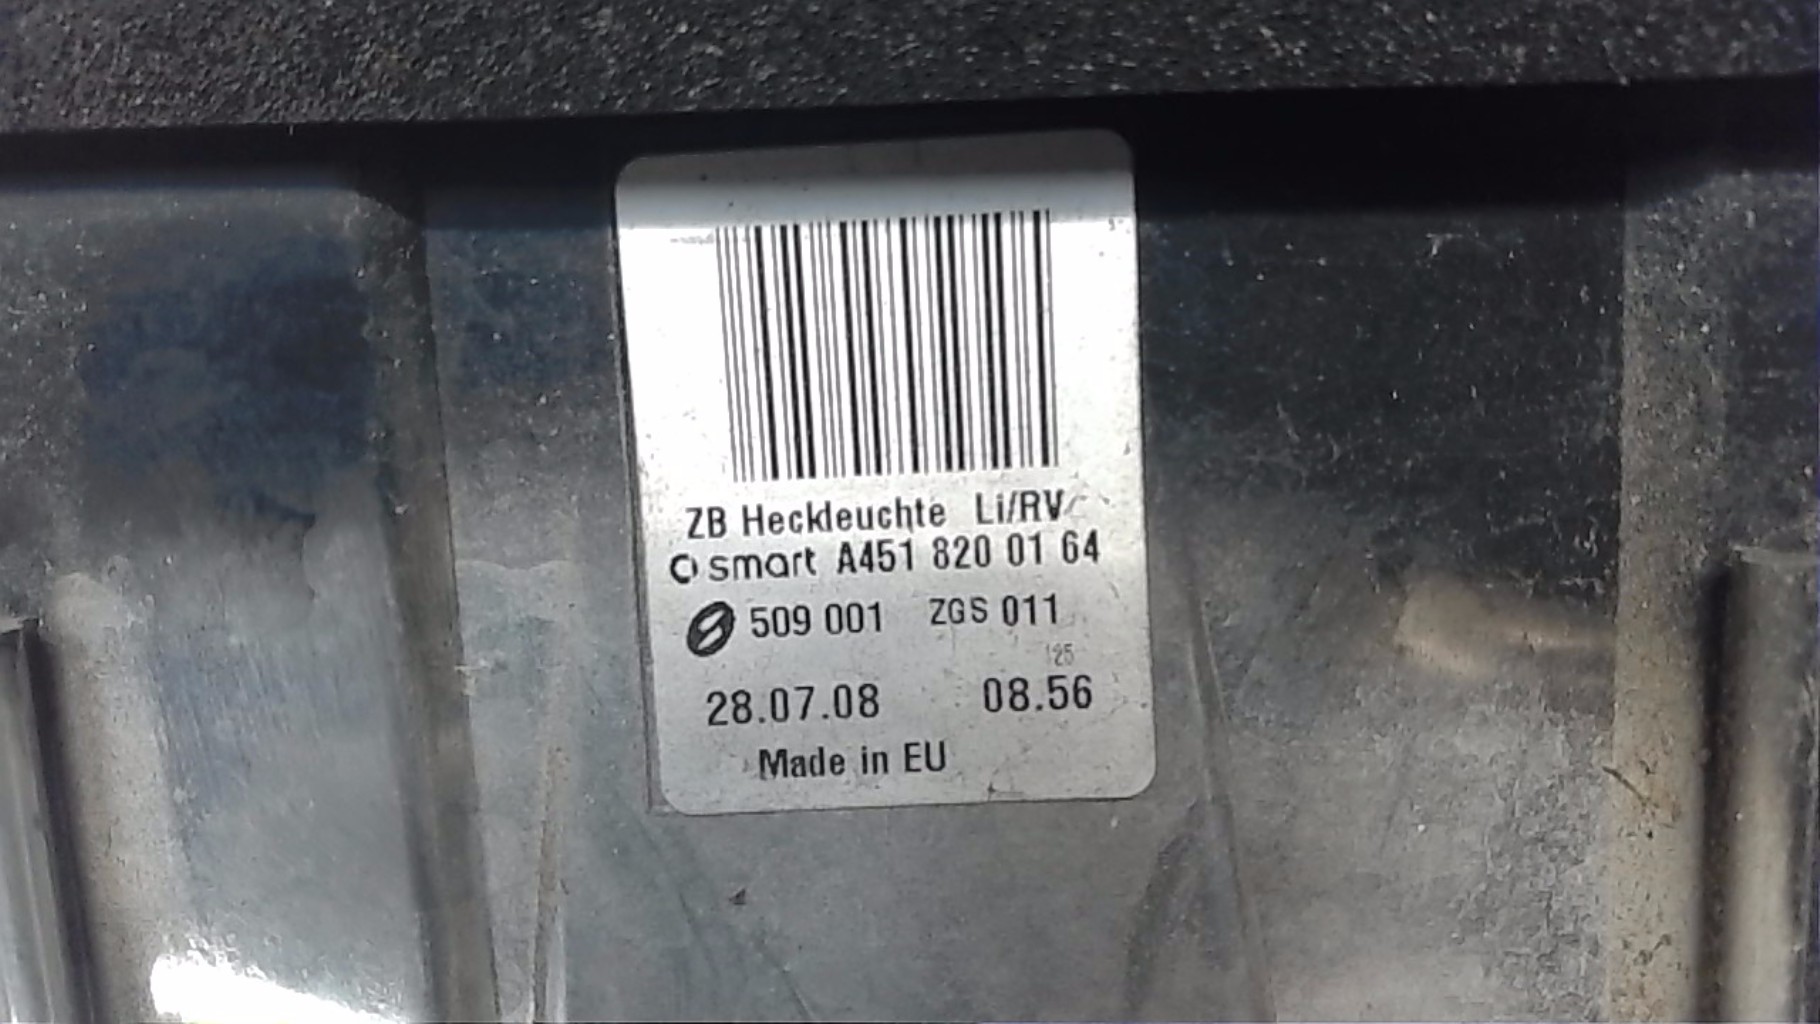 ZB Heckleuchte Li/RV
smart A451 820 01 64
509 001 ZGS 011
125
28.07.08 08.56
Made in EU